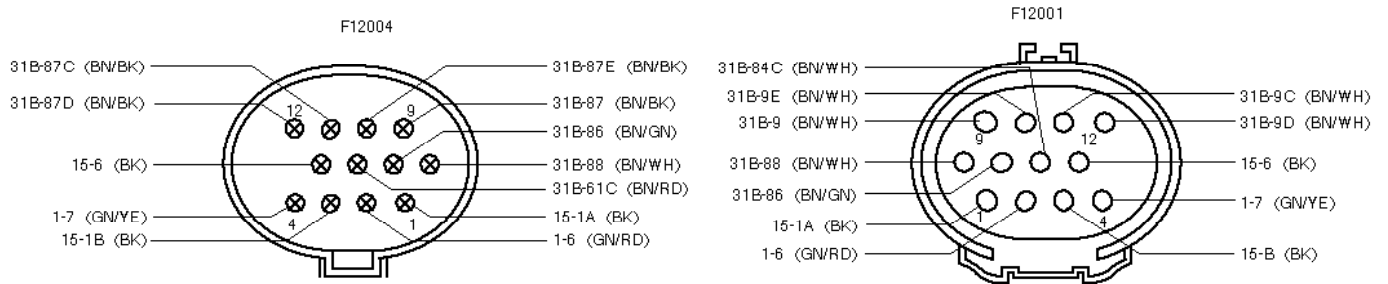 F12004
31B-87C (BN/BK)
31B-87D (BN/BK)
15-6 (BK)
1-7 (GN/YE)
15-1B (BK)
31B-87E (BN/BK)
31B-87 (BN/BK)
31B-86 (BN/GN)
31B-88 (BN/WH)
31B-61C (BN/RD)
15-1A (BK)
1-6 (GN/RD)
12
9
4
1
F12001
31B-84C (BN/WH)
31B-9E (BN/WH)
31B-9 (BN/WH)
31B-88 (BN/WH)
31B-86 (BN/GN)
15-1A (BK)
1-6 (GN/RD)
31B-9C (BN/WH)
31B-9D (BN/WH)
15-6 (BK)
1-7 (GN/YE)
15-B (BK)
9
12
1
4